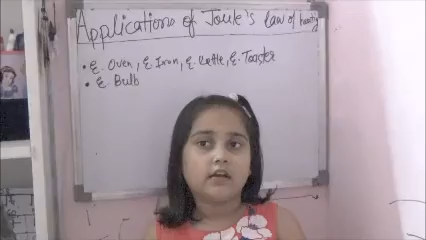 Applications of Joule's law of heating
• E. Oven, E. Iron, E. Kettle, E. Toaster
• E. Bulb